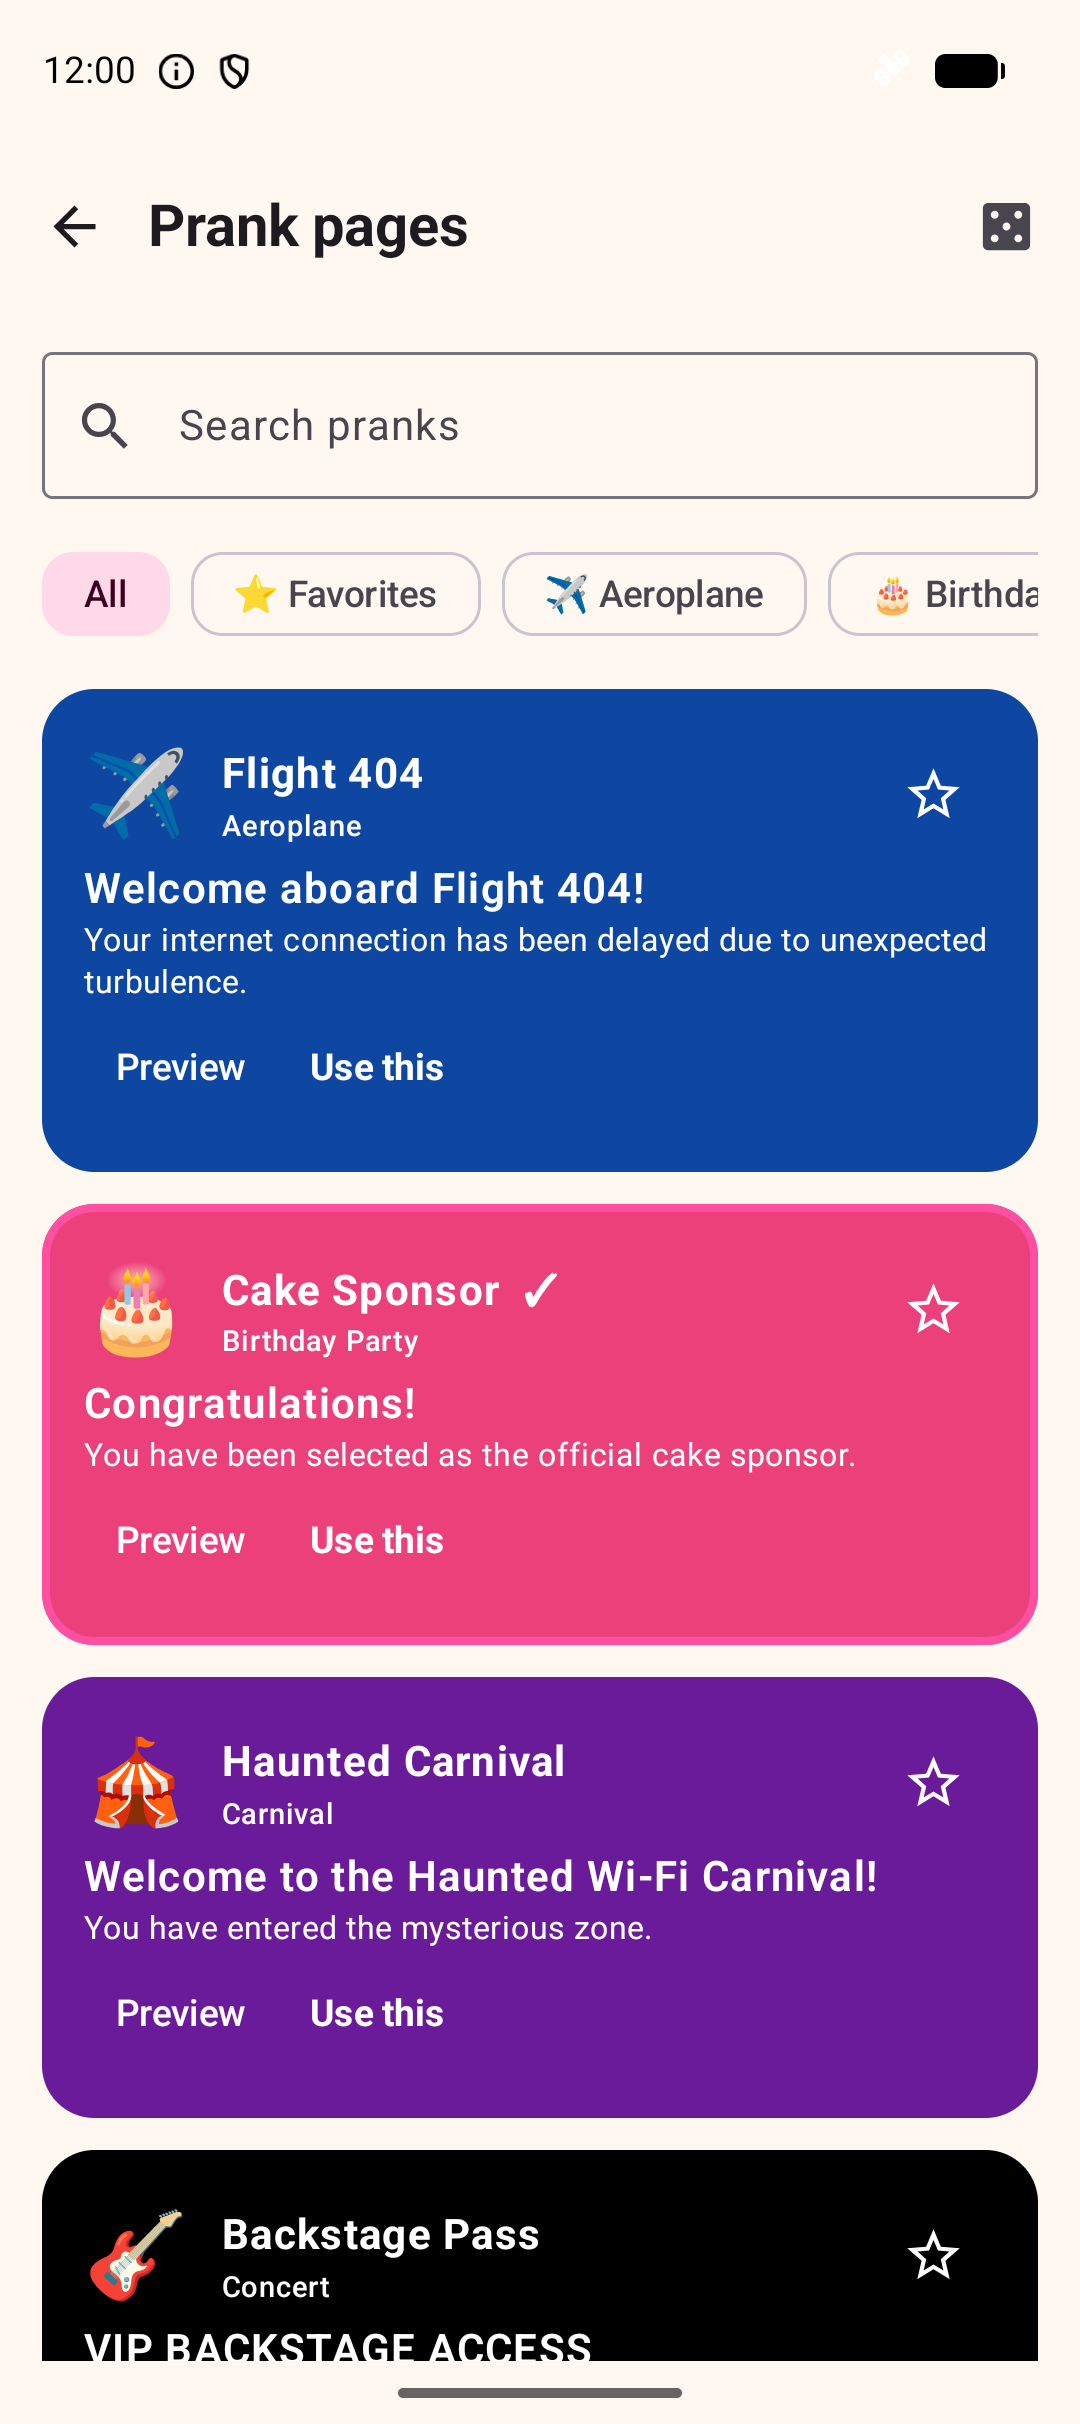 12:00
Prank pages
Search pranks
All
Favorites
Aeroplane
Birthda
Flight 404
Aeroplane
Welcome aboard Flight 404!
Your internet connection has been delayed due to unexpected
turbulence.
Preview
Use this
Cake Sponsor ✓
Birthday Party
Congratulations!
You have been selected as the official cake sponsor.
Preview
Use this
Haunted Carnival
Carnival
Welcome to the Haunted Wi-Fi Carnival!
You have entered the mysterious zone.
Preview
Use this
Backstage Pass
Concert
VIP BACKSTAGE ACCESS